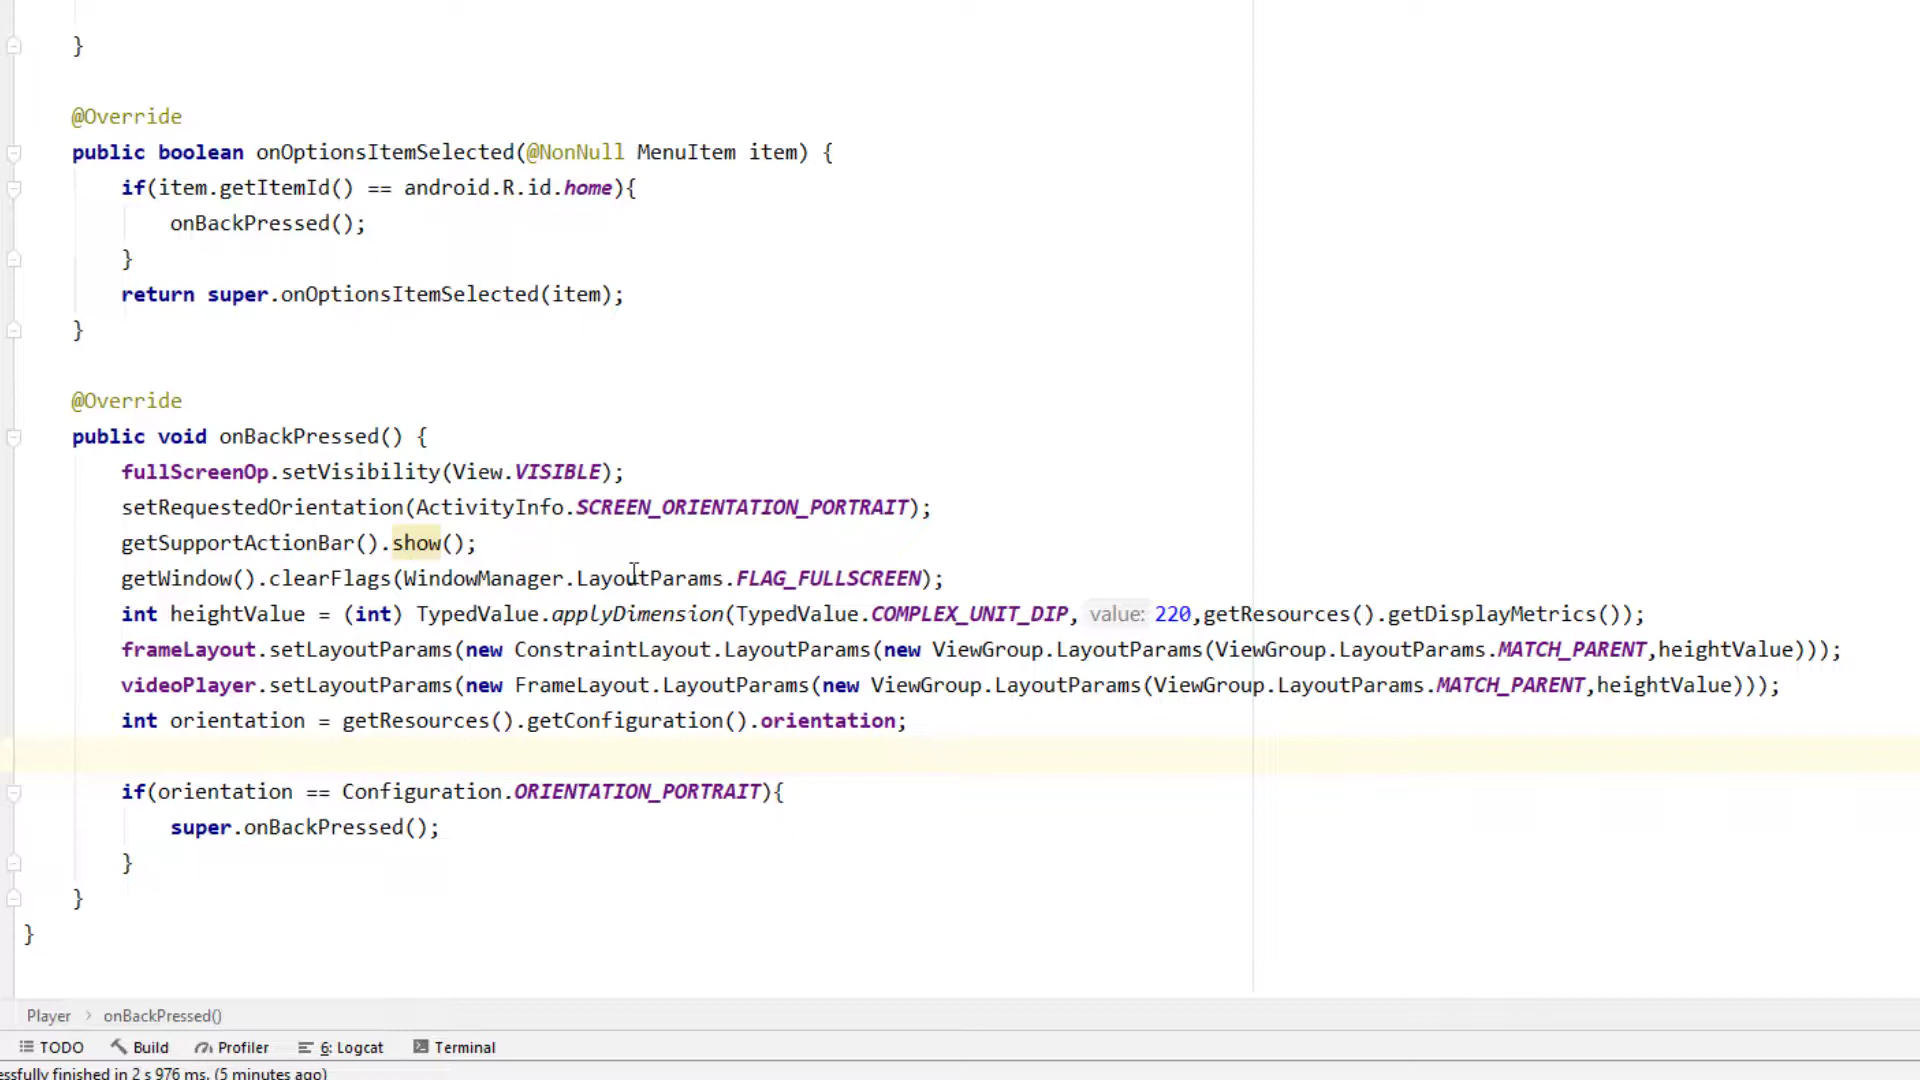 }
@Override
public boolean onOptionsItemSelected(@NonNull MenuItem item) {
if(item.getItemId() == android.R.id.home){
onBackPressed();
}
return super.onOptionsItemSelected(item);
}
@Override
public void onBackPressed() {
fullScreenOp.setVisibility(View.VISIBLE);
setRequestedOrientation(ActivityInfo.SCREEN_ORIENTATION_PORTRAIT);
getSupportActionBar().show();
getWindow().clearFlags(WindowManager.LayoutParams.FLAG_FULLSCREEN);
int heightValue = (int) TypedValue.applyDimension(TypedValue.COMPLEX_UNIT_DIP, value: 220,getResources().getDisplayMetrics());
frameLayout.setLayoutParams(new ConstraintLayout.LayoutParams(new ViewGroup.LayoutParams(ViewGroup.LayoutParams.MATCH_PARENT,heightValue)));
videoPlayer.setLayoutParams(new FrameLayout.LayoutParams(new ViewGroup.LayoutParams(ViewGroup.LayoutParams.MATCH_PARENT,heightValue)));
int orientation = getResources().getConfiguration().orientation;
if(orientation == Configuration.ORIENTATION_PORTRAIT){
super.onBackPressed();
}
}
}
Player > onBackPressed()
TODO Build Profiler 6: Logcat Terminal
essfully finished in 2 s 976 ms. (5 minutes ago)